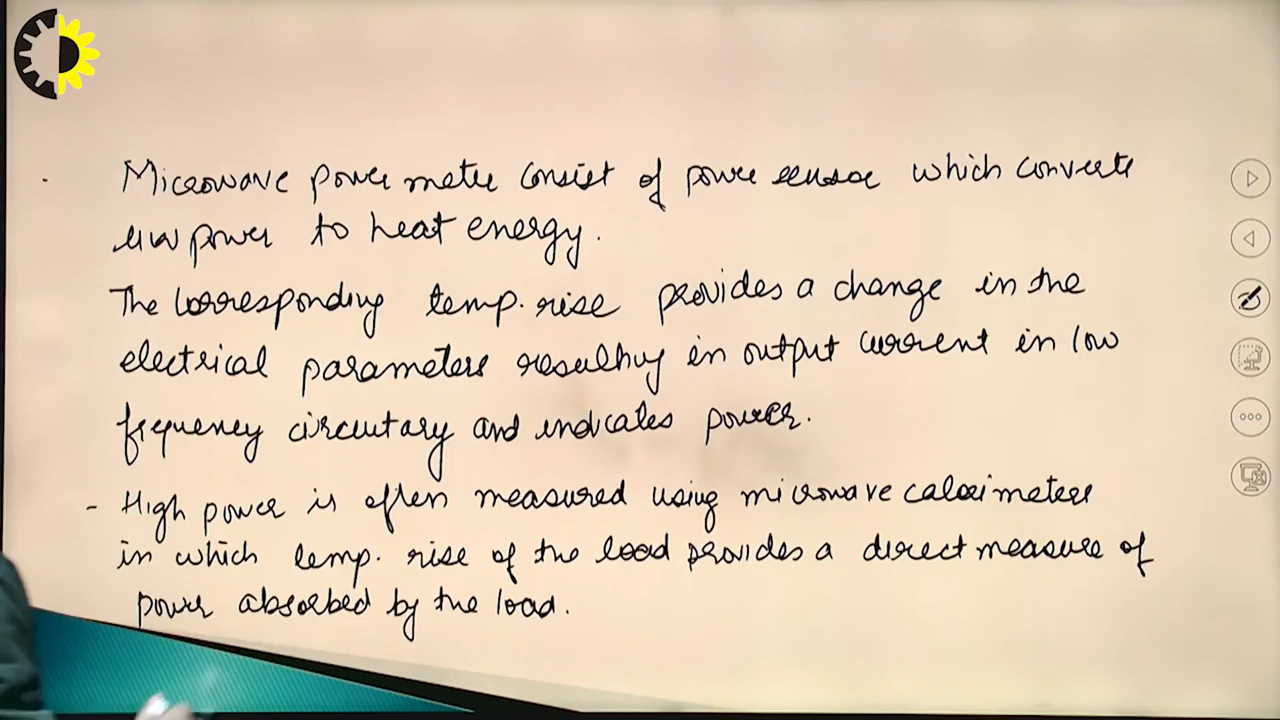 Microwave power meter consist of power sensor which converts
μw power to heat energy.
The corresponding temp. rise provides a change in the
electrical parameters resulting in output current in low
frequency circuitary and indicates power.
- High power is often measured using microwave calorimeters
in which temp. rise of the load provides a direct measure of
power absorbed by the load.